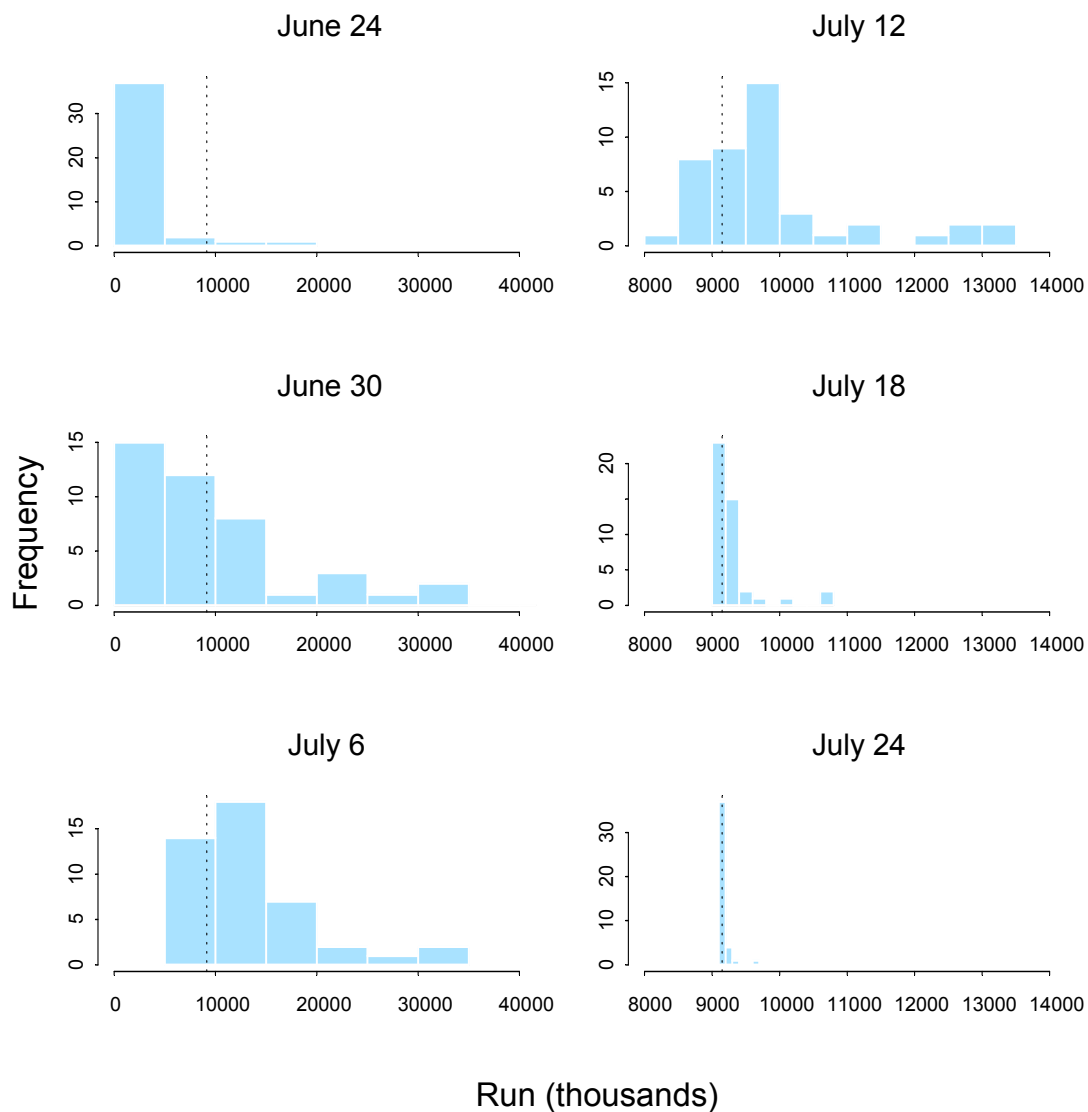 June 24
July 12
0 10 20 30
0 5 10 15
0 10000 20000 30000 40000
8000 9000 10000 11000 12000 13000 14000
June 30
July 18
0 5 10 15
0 5 10 20
0 10000 20000 30000 40000
8000 9000 10000 11000 12000 13000 14000
Frequency
July 6
July 24
0 5 10 15
0 10 20 30
0 10000 20000 30000 40000
8000 9000 10000 11000 12000 13000 14000
Run (thousands)